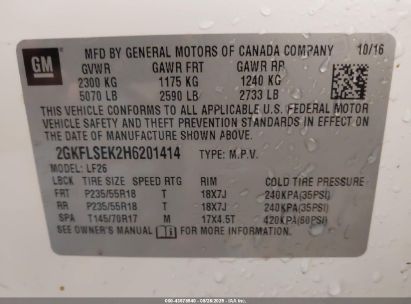 GM
MFD BY GENERAL MOTORS OF CANADA COMPANY 10/16
GVWR GAWR FRT GAWR RR
2300 KG 1175 KG 1240 KG
5070 LB 2590 LB 2733 LB
THIS VEHICLE CONFORMS TO ALL APPLICABLE U.S. FEDERAL MOTOR
VEHICLE SAFETY AND THEFT PREVENTION STANDARDS IN EFFECT
ON THE DATE OF MANUFACTURE SHOWN ABOVE.
2GKFLSEK2H6201414 TYPE: M.P.V.
MODEL: LF26
LBCK TIRE SIZE SPEED RTG RIM COLD TIRE PRESSURE
FRT P235/55R18 T 18X7J 240KPA(35PSI)
RR P235/55R18 T 18X7J 240KPA(35PSI)
SPA T145/70R17 M 17X4.5T 420KPA(60PSI)
SEE OWNER'S MANUAL FOR MORE INFORMATION.